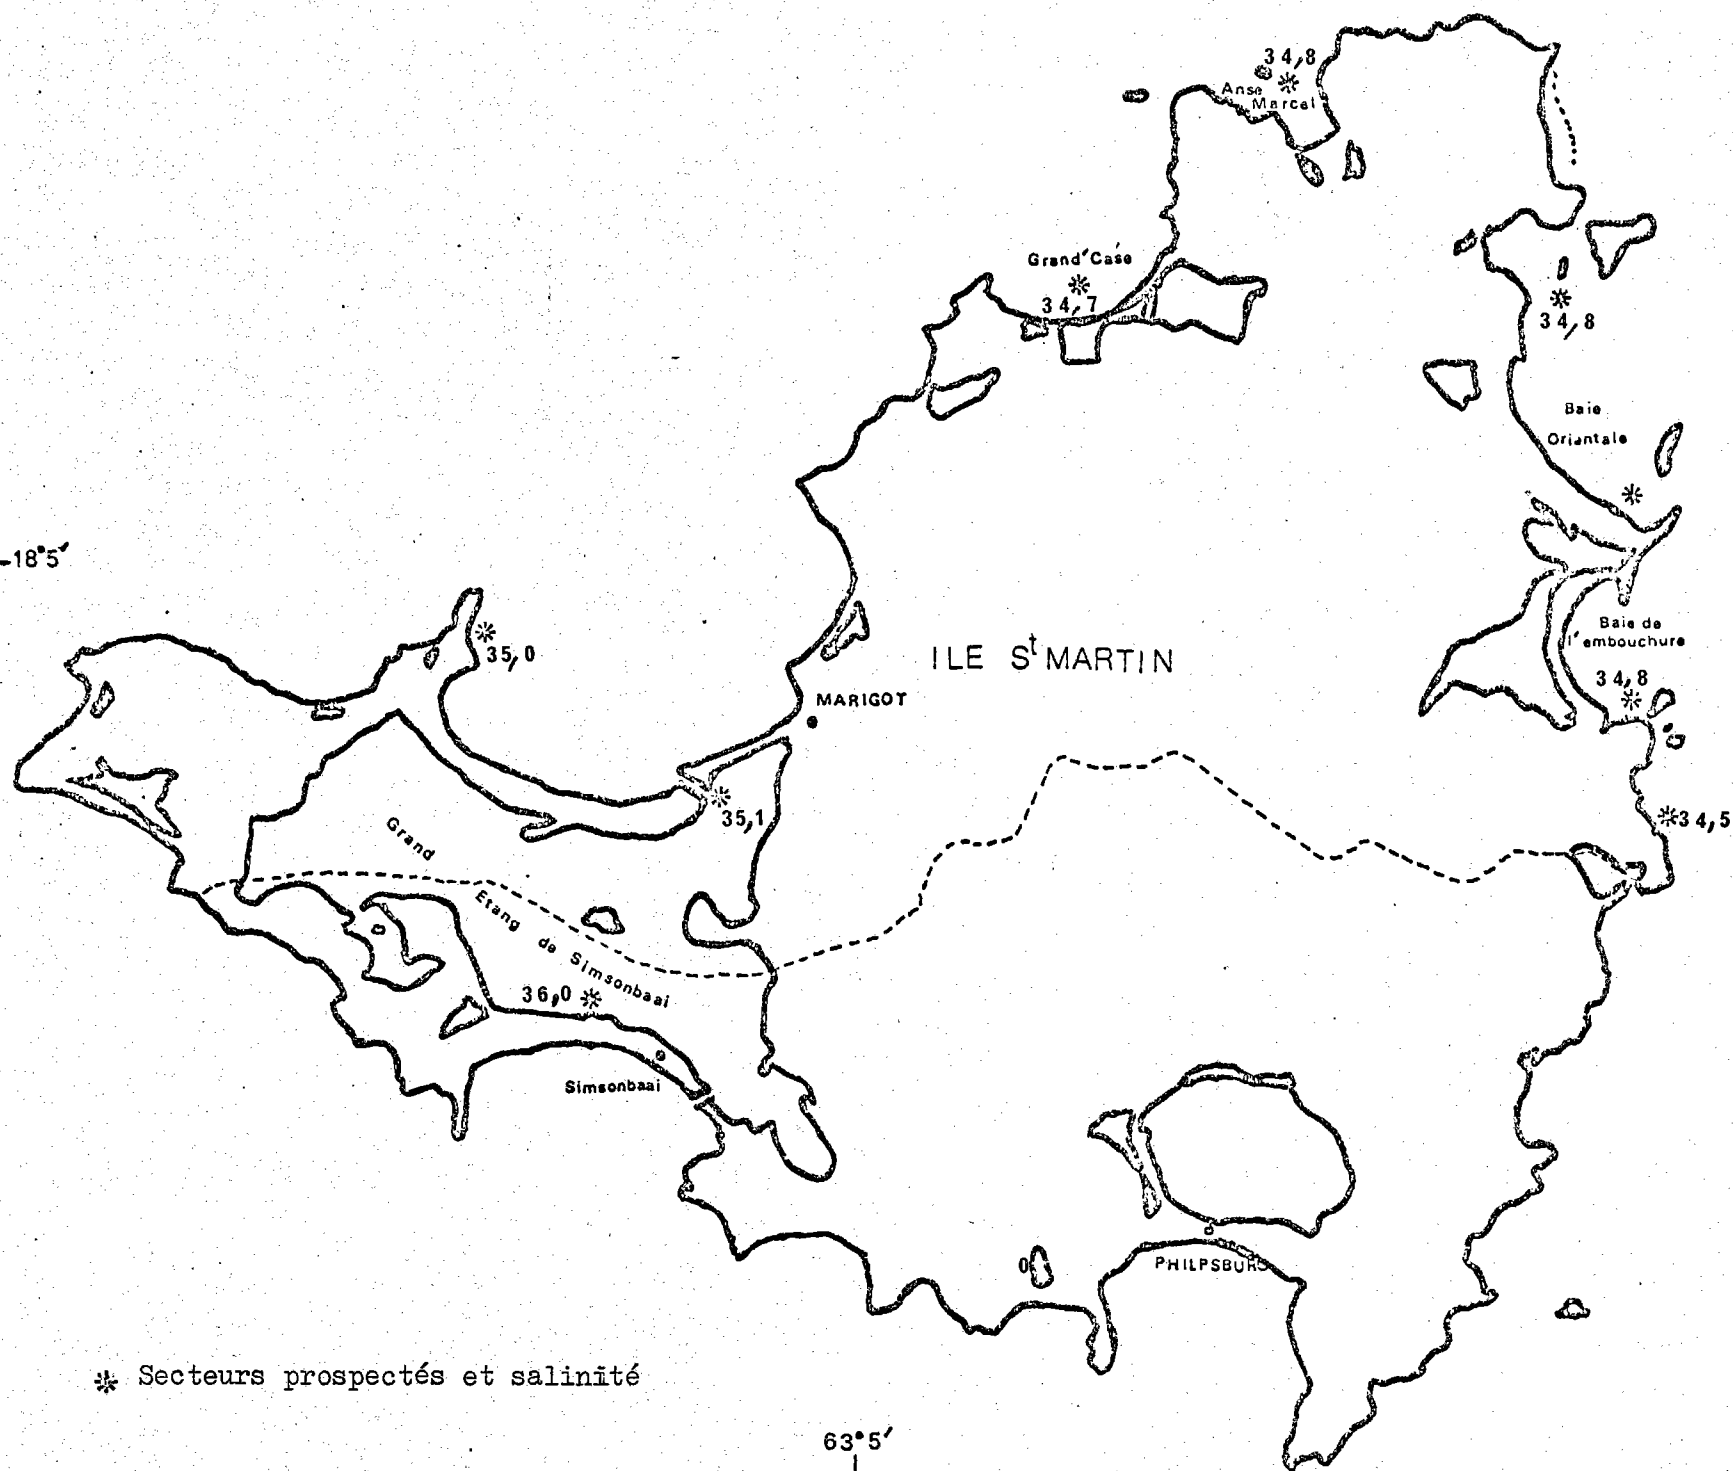 34,8
Anse
Marcel
Grand'Case
34,7
34,8
Baie
Orientale
18°5'
35,0
ILE St MARTIN
Baie de
l'embouchure
34,8
MARIGOT
35,1
34,5
Grand
Etang de Simsonbaai
36,0
Simsonbaai
PHILPSBURG
Secteurs prospectés et salinité
63°5'